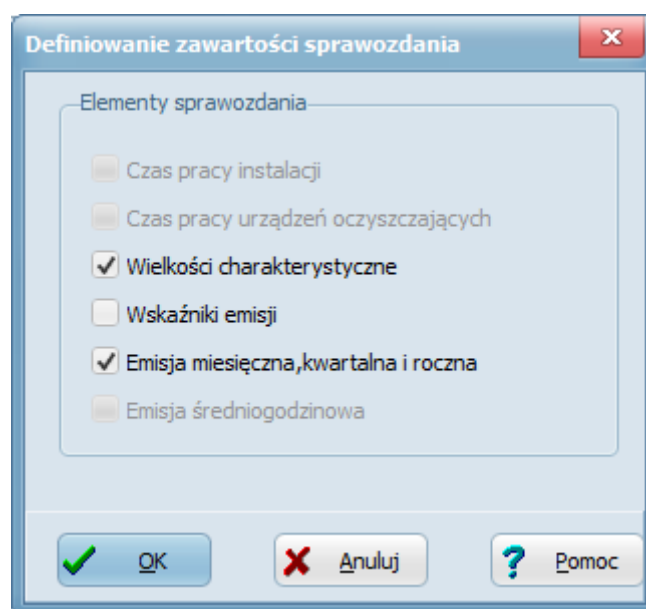 Definiowanie zawartości sprawozdania
Elementy sprawozdania
Czas pracy instalacji
Czas pracy urządzeń oczyszczających
Wielkości charakterystyczne
Wskaźniki emisji
Emisja miesięczna,kwartalna i roczna
Emisja średniogodzinowa
OK Anuluj Pomoc